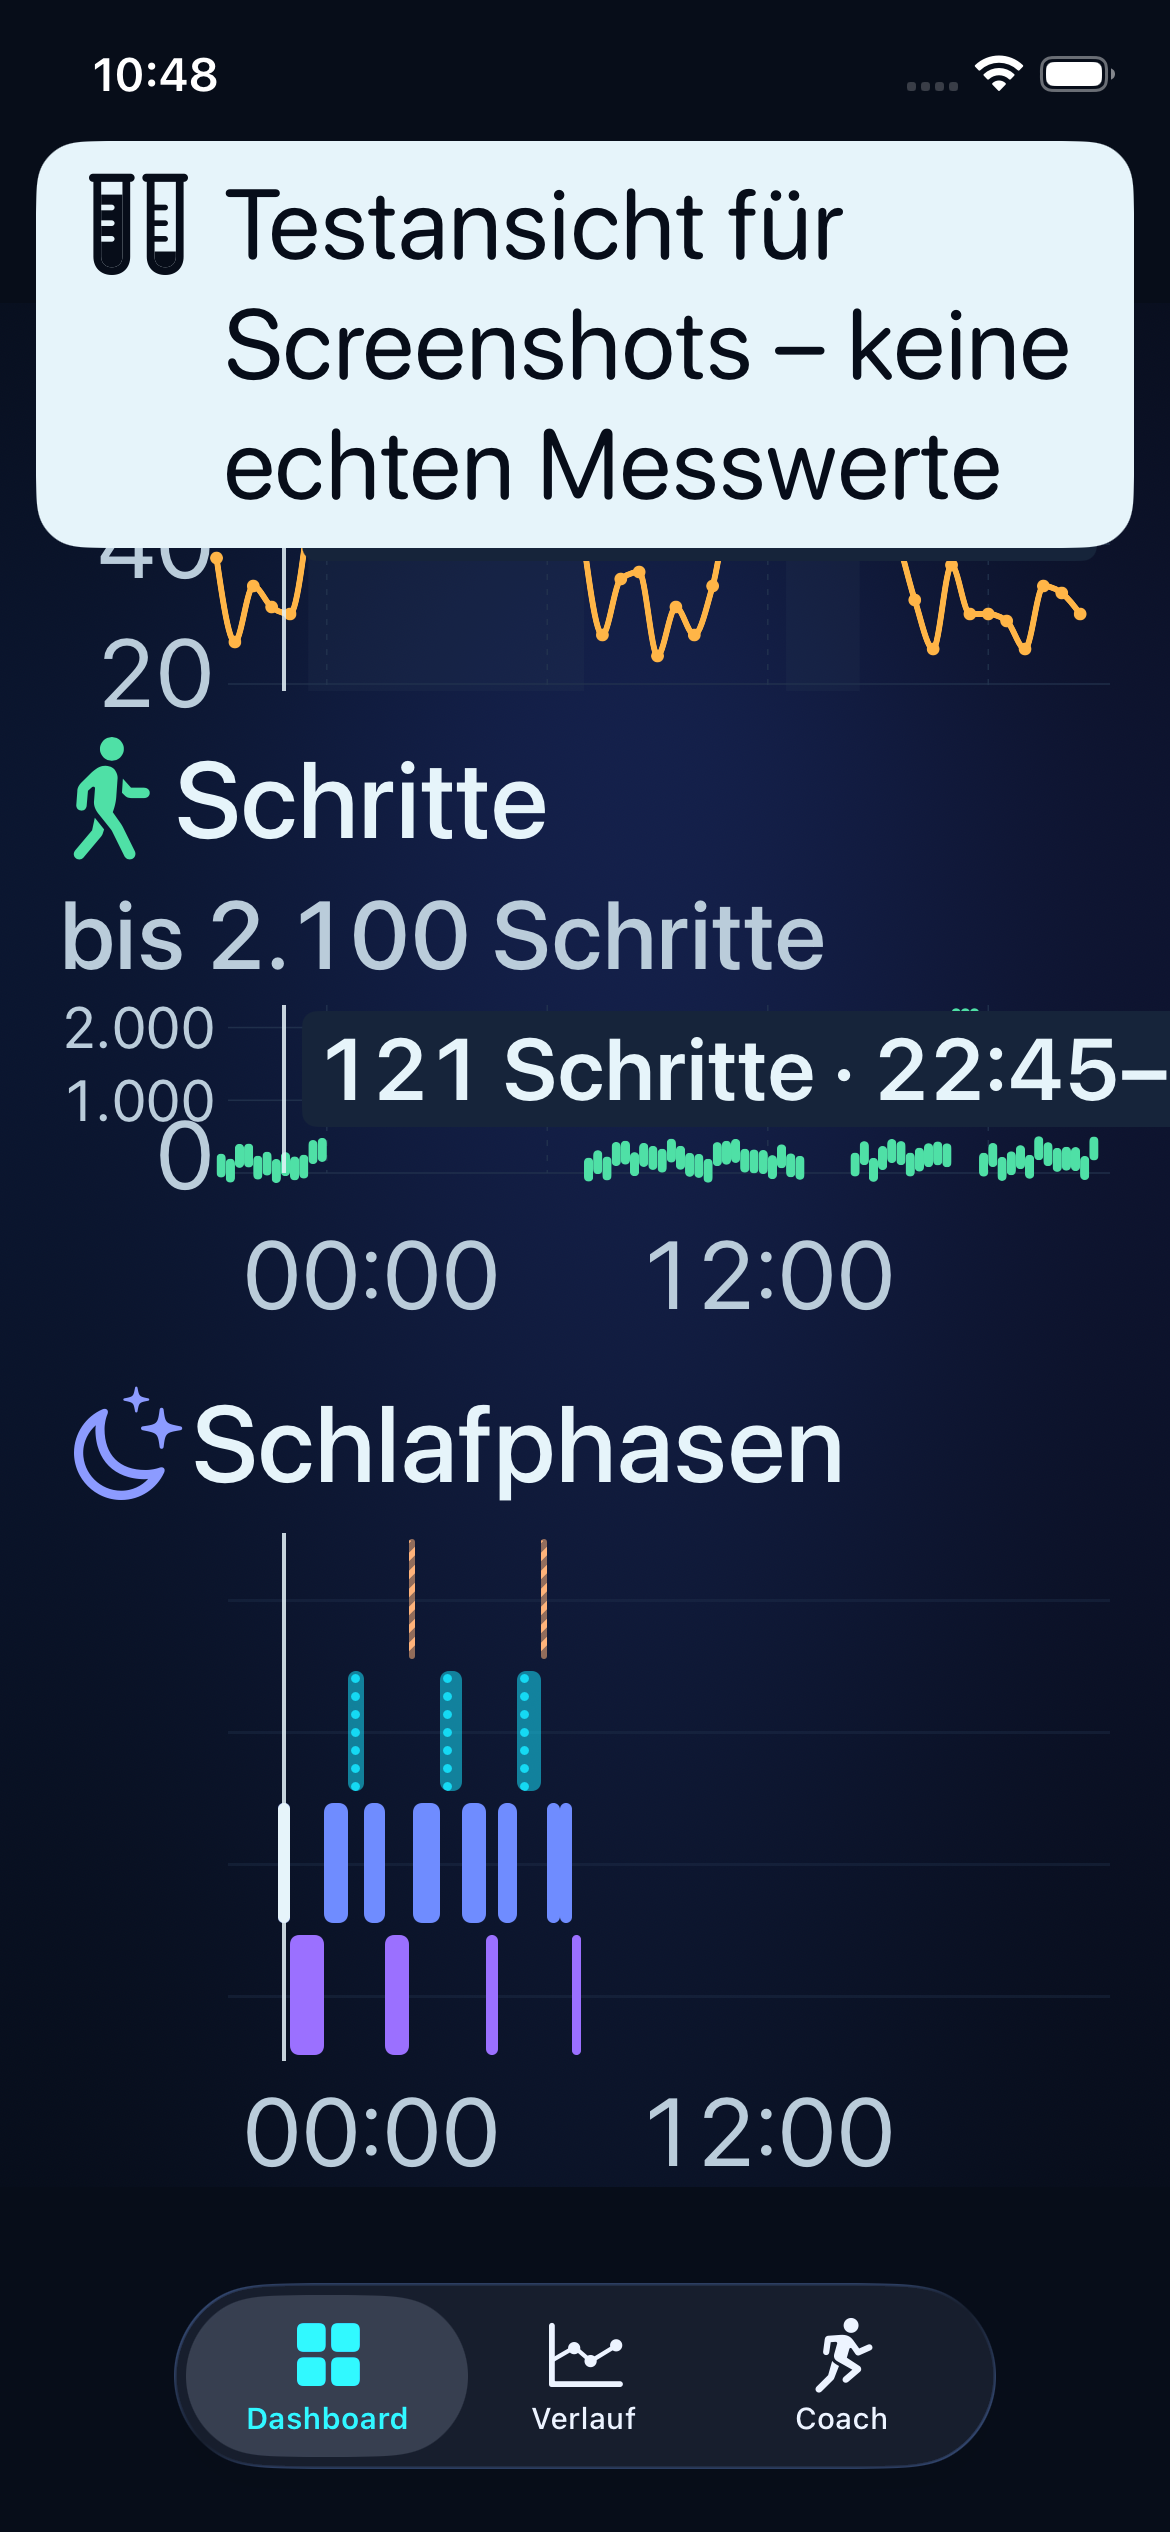 10:48
Testansicht für
Screenshots – keine
echten Messwerte
40
20
Schritte
bis 2.100 Schritte
2.000
121 Schritte · 22:45–
1.000
0
00:00 12:00
Schlafphasen
00:00 12:00
Dashboard Verlauf Coach